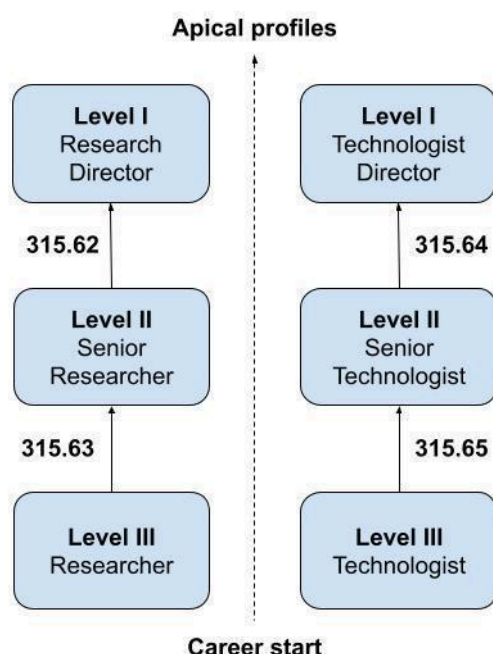 Apical profiles
Level I
Research
Director
Level I
Technologist
Director
315.62
315.64
Level II
Senior
Researcher
Level II
Senior
Technologist
315.63
315.65
Level III
Researcher
Level III
Technologist
Career start